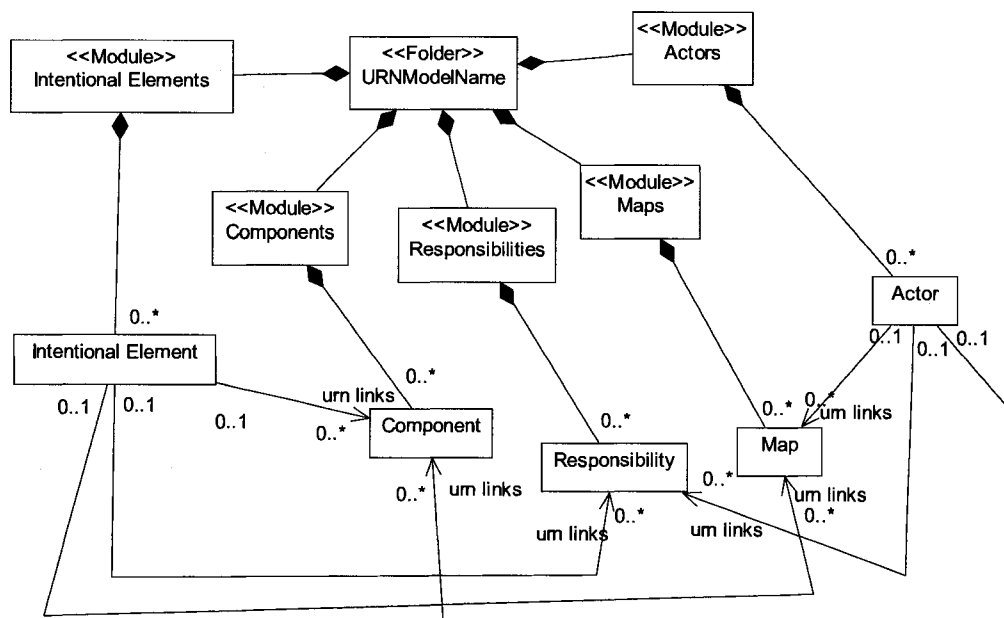 <<Module>>
Intentional Elements
<<Folder>>
URNModelName
<<Module>>
Actors
<<Module>>
Components
<<Module>>
Responsibilities
<<Module>>
Maps
0..*
Actor
0..*
Intentional Element
0..1
0..1
0..1
0..1
0..1
0..1
urn links
0..*
0..*
Component
0..*
Responsibility
0..*
0..*
urn links
Map
0..*
urn links
0..*
urn links
0..*
urn links
0..*
urn links